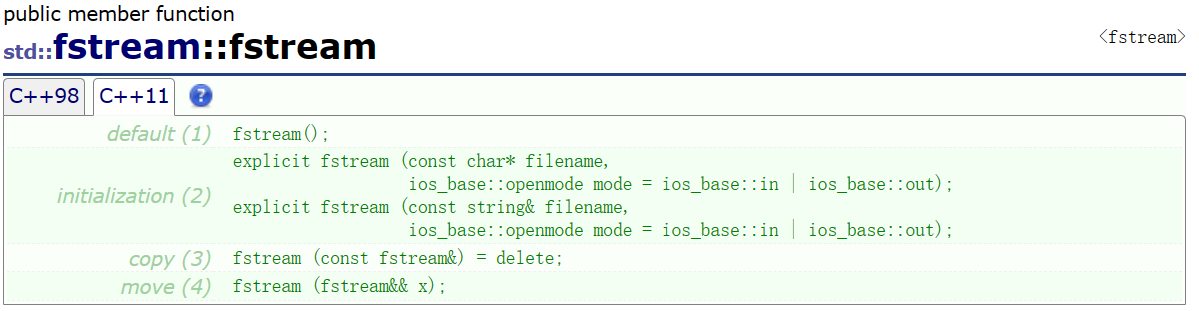 public member function
<fstream>
std::fstream::fstream
C++98 C++11 ?
default (1) fstream();
initialization (2) explicit fstream (const char* filename,
ios_base::openmode mode = ios_base::in | ios_base::out);
explicit fstream (const string& filename,
ios_base::openmode mode = ios_base::in | ios_base::out);
copy (3) fstream (const fstream&) = delete;
move (4) fstream (fstream&& x);